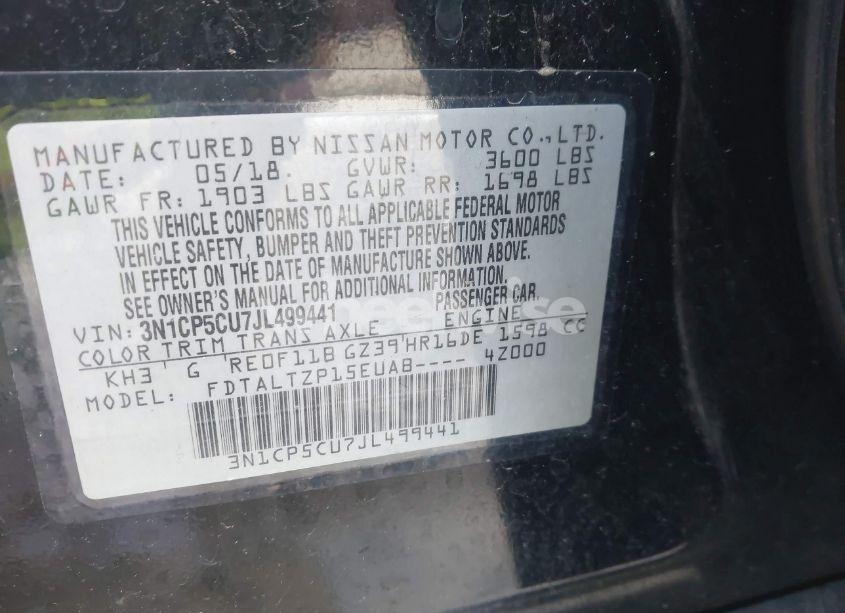 MANUFACTURED BY NISSAN MOTOR CO.,LTD.
DATE: 05/18. GVWR: 3600 LBS
GAWR FR: 1903 LBS GAWR RR: 1698 LBS
THIS VEHICLE CONFORMS TO ALL APPLICABLE FEDERAL MOTOR
VEHICLE SAFETY, BUMPER AND THEFT PREVENTION STANDARDS
IN EFFECT ON THE DATE OF MANUFACTURE SHOWN ABOVE.
SEE OWNER'S MANUAL FOR ADDITIONAL INFORMATION.
PASSENGER CAR.
VIN: 3N1CP5CU7JL499441
COLOR TRIM TRANS AXLE ENGINE
KH3 G RE0F11B GZ39 HR16DE 1598 CC
MODEL: FDTALTZP15EUAB---- 4Z000
3N1CP5CU7JL499441